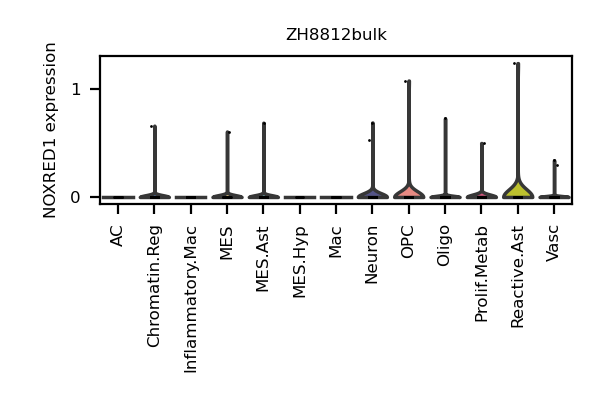 ZH8812bulk
NOXRED1 expression
1
0
AC
Chromatin.Reg
Inflammatory.Mac
MES
MES.Ast
MES.Hyp
Mac
Neuron
OPC
Oligo
Prolif.Metab
Reactive.Ast
Vasc